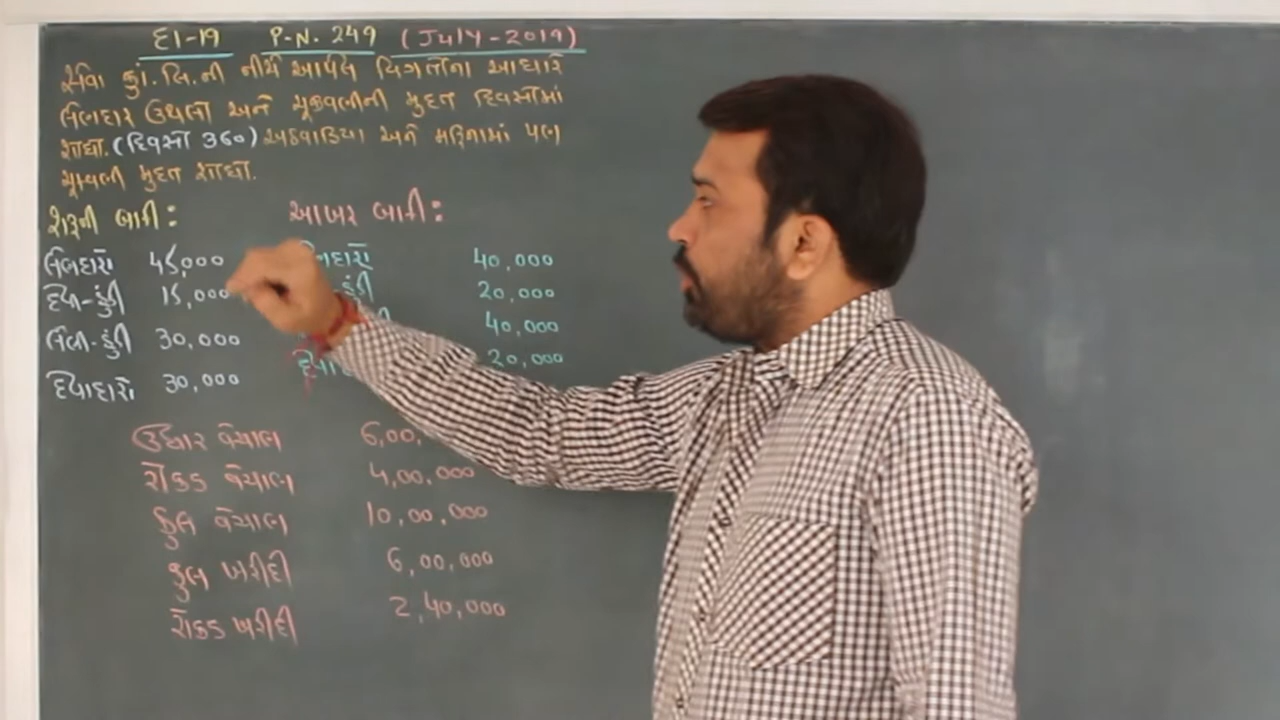 દા-19 P.N. 249 (July-2019)
સેવા કાં. લિ. ની નીચે આપેલ વિગતોના આધારે
લેણદાર ઉથલો અને ચૂકવણીની મુદત દિવસોમાં
શોધો. (દિવસો 360) અઠવાડિયા અને મહિનામાં પણ
ચૂકવણી મુદત શોધો.
શરૂની બાકી : આખર બાકી :
લેણદારો 45,000 40,000
દેવી-હૂંડી 15,000 હૂંડી 20,000
લેણી-હૂંડી 30,000 40,000
દેવાદારો 30,000 20,000
ઉધાર વેચાણ 6,00,
રોકડ વેચાણ 4,00,000
કુલ વેચાણ 10,00,000
કુલ ખરીદી 6,00,000
રોકડ ખરીદી 2,40,000